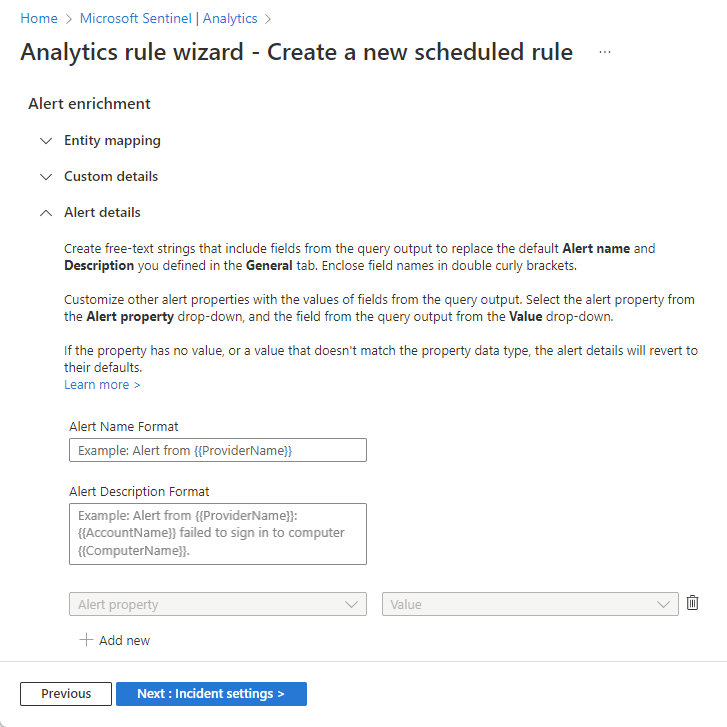 Home > Microsoft Sentinel | Analytics >
Analytics rule wizard - Create a new scheduled rule ...
Alert enrichment
Entity mapping
Custom details
Alert details
Create free-text strings that include fields from the query output to replace the default Alert name and
Description you defined in the General tab. Enclose field names in double curly brackets.
Customize other alert properties with the values of fields from the query output. Select the alert property from
the Alert property drop-down, and the field from the query output from the Value drop-down.
If the property has no value, or a value that doesn't match the property data type, the alert details will revert to
their defaults.
Learn more >
Alert Name Format
Example: Alert from {{ProviderName}}
Alert Description Format
Example: Alert from {{ProviderName}}:
{{AccountName}} failed to sign in to computer
{{ComputerName}}.
Alert property Value
Add new
Previous Next : Incident settings >